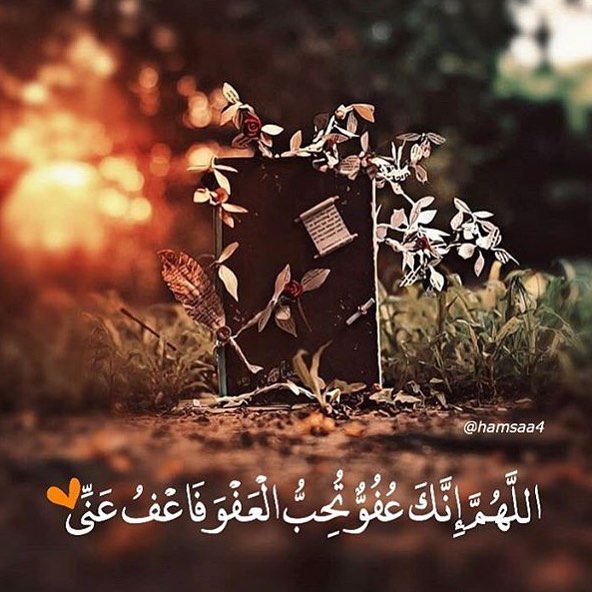 @hamsaa4
اللَّهُمَّ إِنَّكَ عُفُوٌّ تُحِبُّ الْعَفْوَ فَاعْفُ عَنِّى